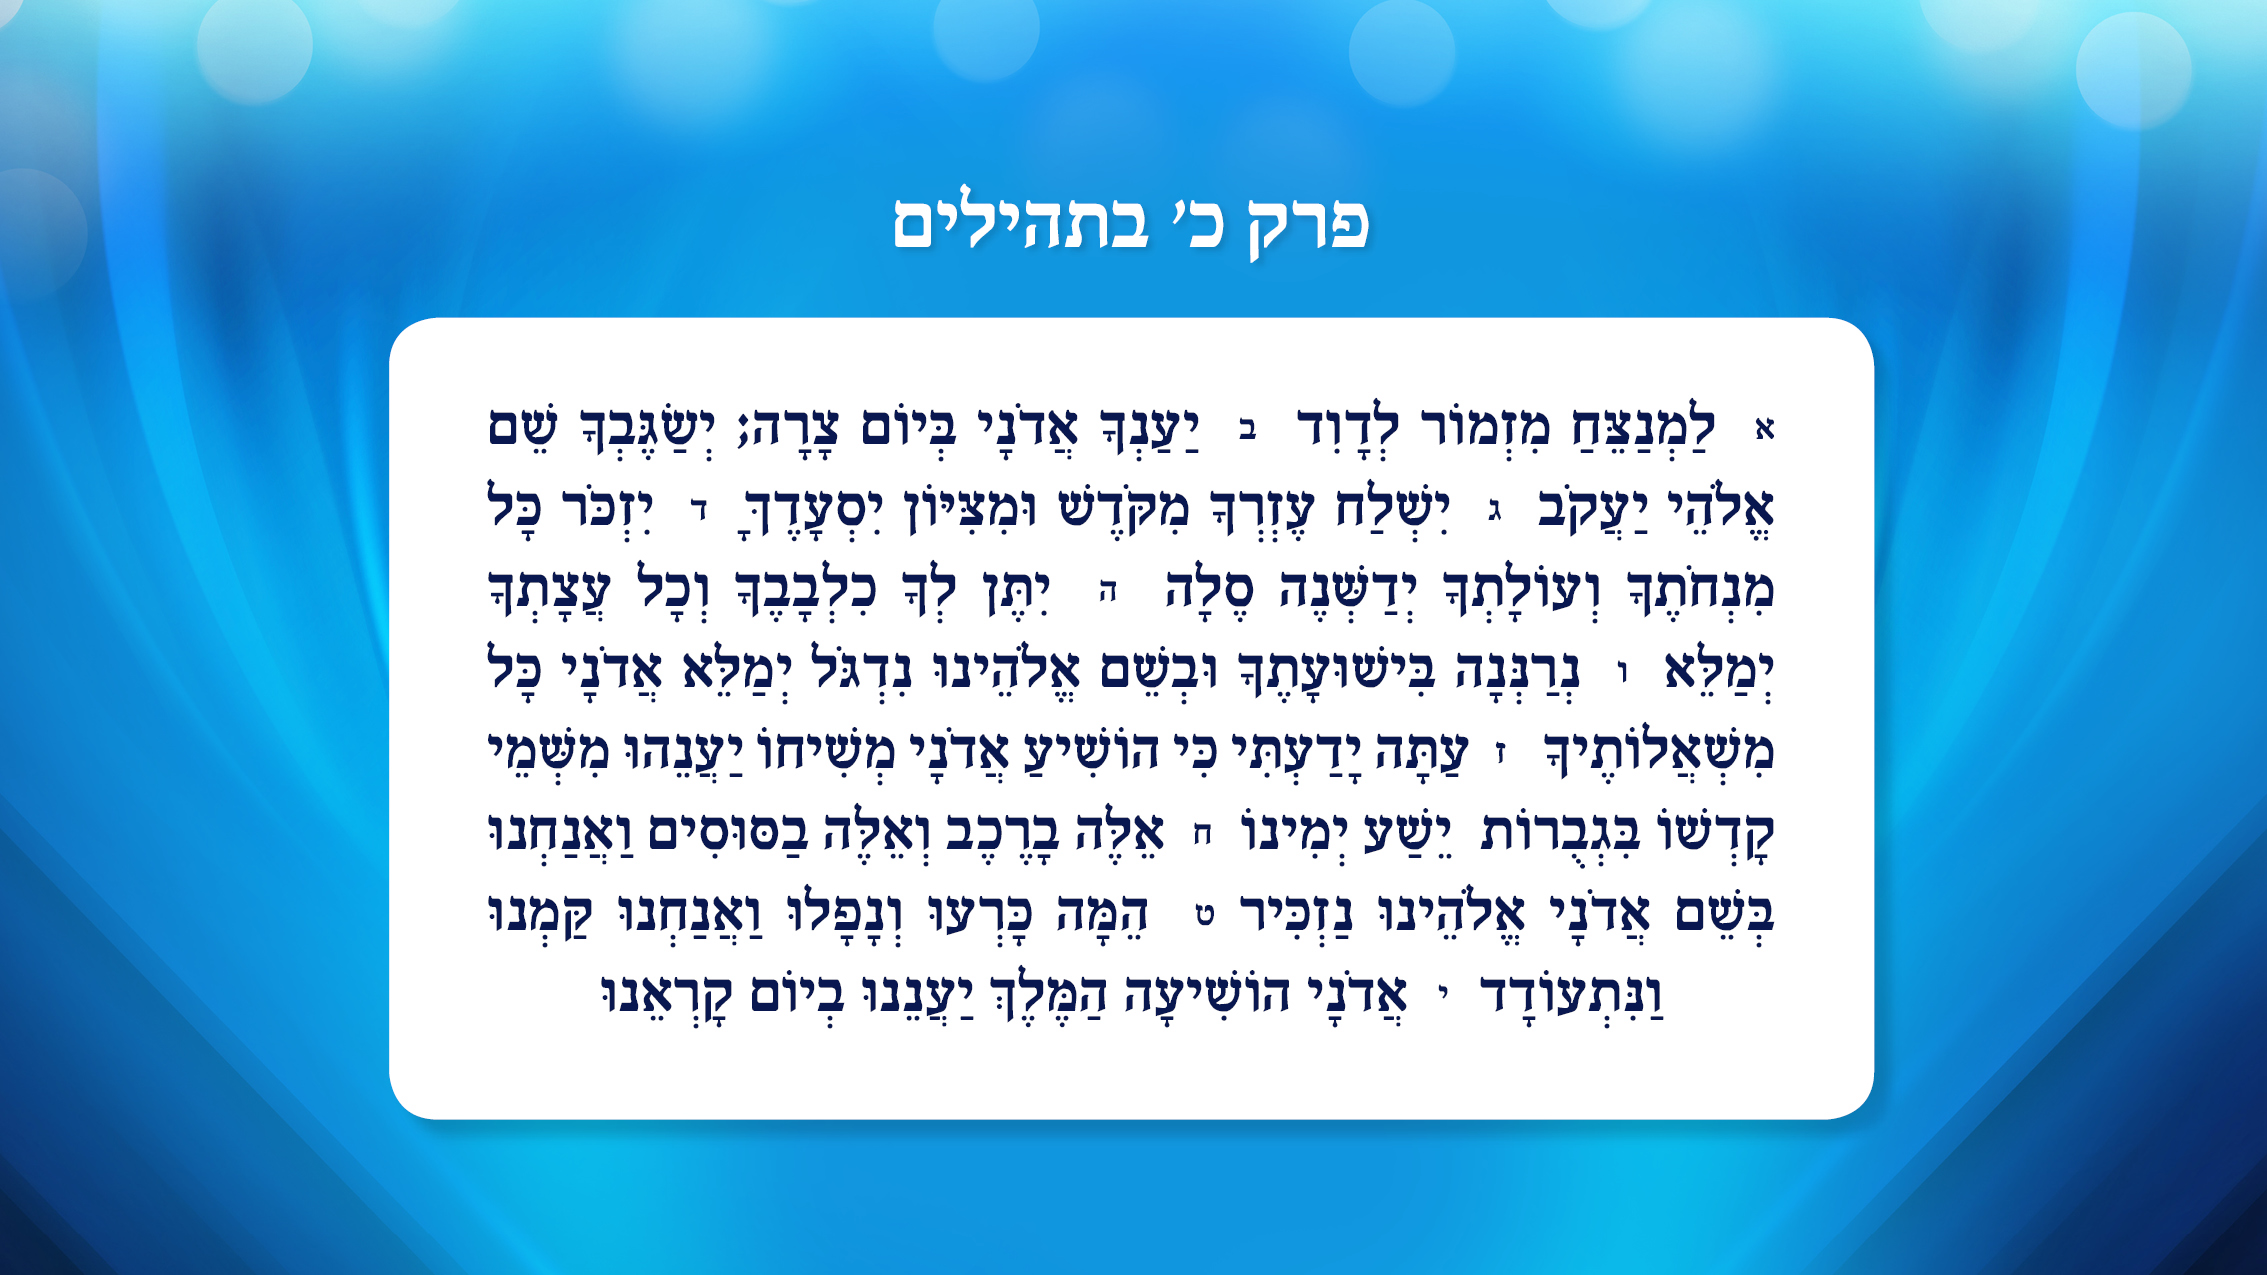 פרק כ׳ בתהילים
א לַמְנַצֵּחַ מִזְמוֹר לְדָוִד ב יַעַנְךָ אֲדֹנָי בְּיוֹם צָרָה; יְשַׂגֶּבְךָ שֵׁם
אֱלֹהֵי יַעֲקֹב ג יִשְׁלַח עֶזְרְךָ מִקֹּדֶשׁ וּמִצִּיּוֹן יִסְעָדֶךָּ ד יִזְכֹּר כָּל
מִנְחֹתֶךָ וְעוֹלָתְךָ יְדַשְּׁנֶה סֶלָה ה יִתֶּן לְךָ כִלְבָבֶךָ וְכָל עֲצָתְךָ
יְמַלֵּא ו נְרַנְּנָה בִּישׁוּעָתֶךָ וּבְשֵׁם אֱלֹהֵינוּ נִדְגֹּל יְמַלֵּא אֲדֹנָי כָּל
מִשְׁאֲלוֹתֶיךָ ז עַתָּה יָדַעְתִּי כִּי הוֹשִׁיעַ אֲדֹנָי מְשִׁיחוֹ יַעֲנֵהוּ מִשְּׁמֵי
קָדְשׁוֹ בִּגְבֻרוֹת יֵשַׁע יְמִינוֹ ח אֵלֶּה בָרֶכֶב וְאֵלֶּה בַסּוּסִים וַאֲנַחְנוּ
בְּשֵׁם אֲדֹנָי אֱלֹהֵינוּ נַזְכִּיר ט הֵמָּה כָּרְעוּ וְנָפָלוּ וַאֲנַחְנוּ קַּמְנוּ
וַנִּתְעוֹדָד י אֲדֹנָי הוֹשִׁיעָה הַמֶּלֶךְ יַעֲנֵנוּ בְיוֹם קָרְאֵנוּ